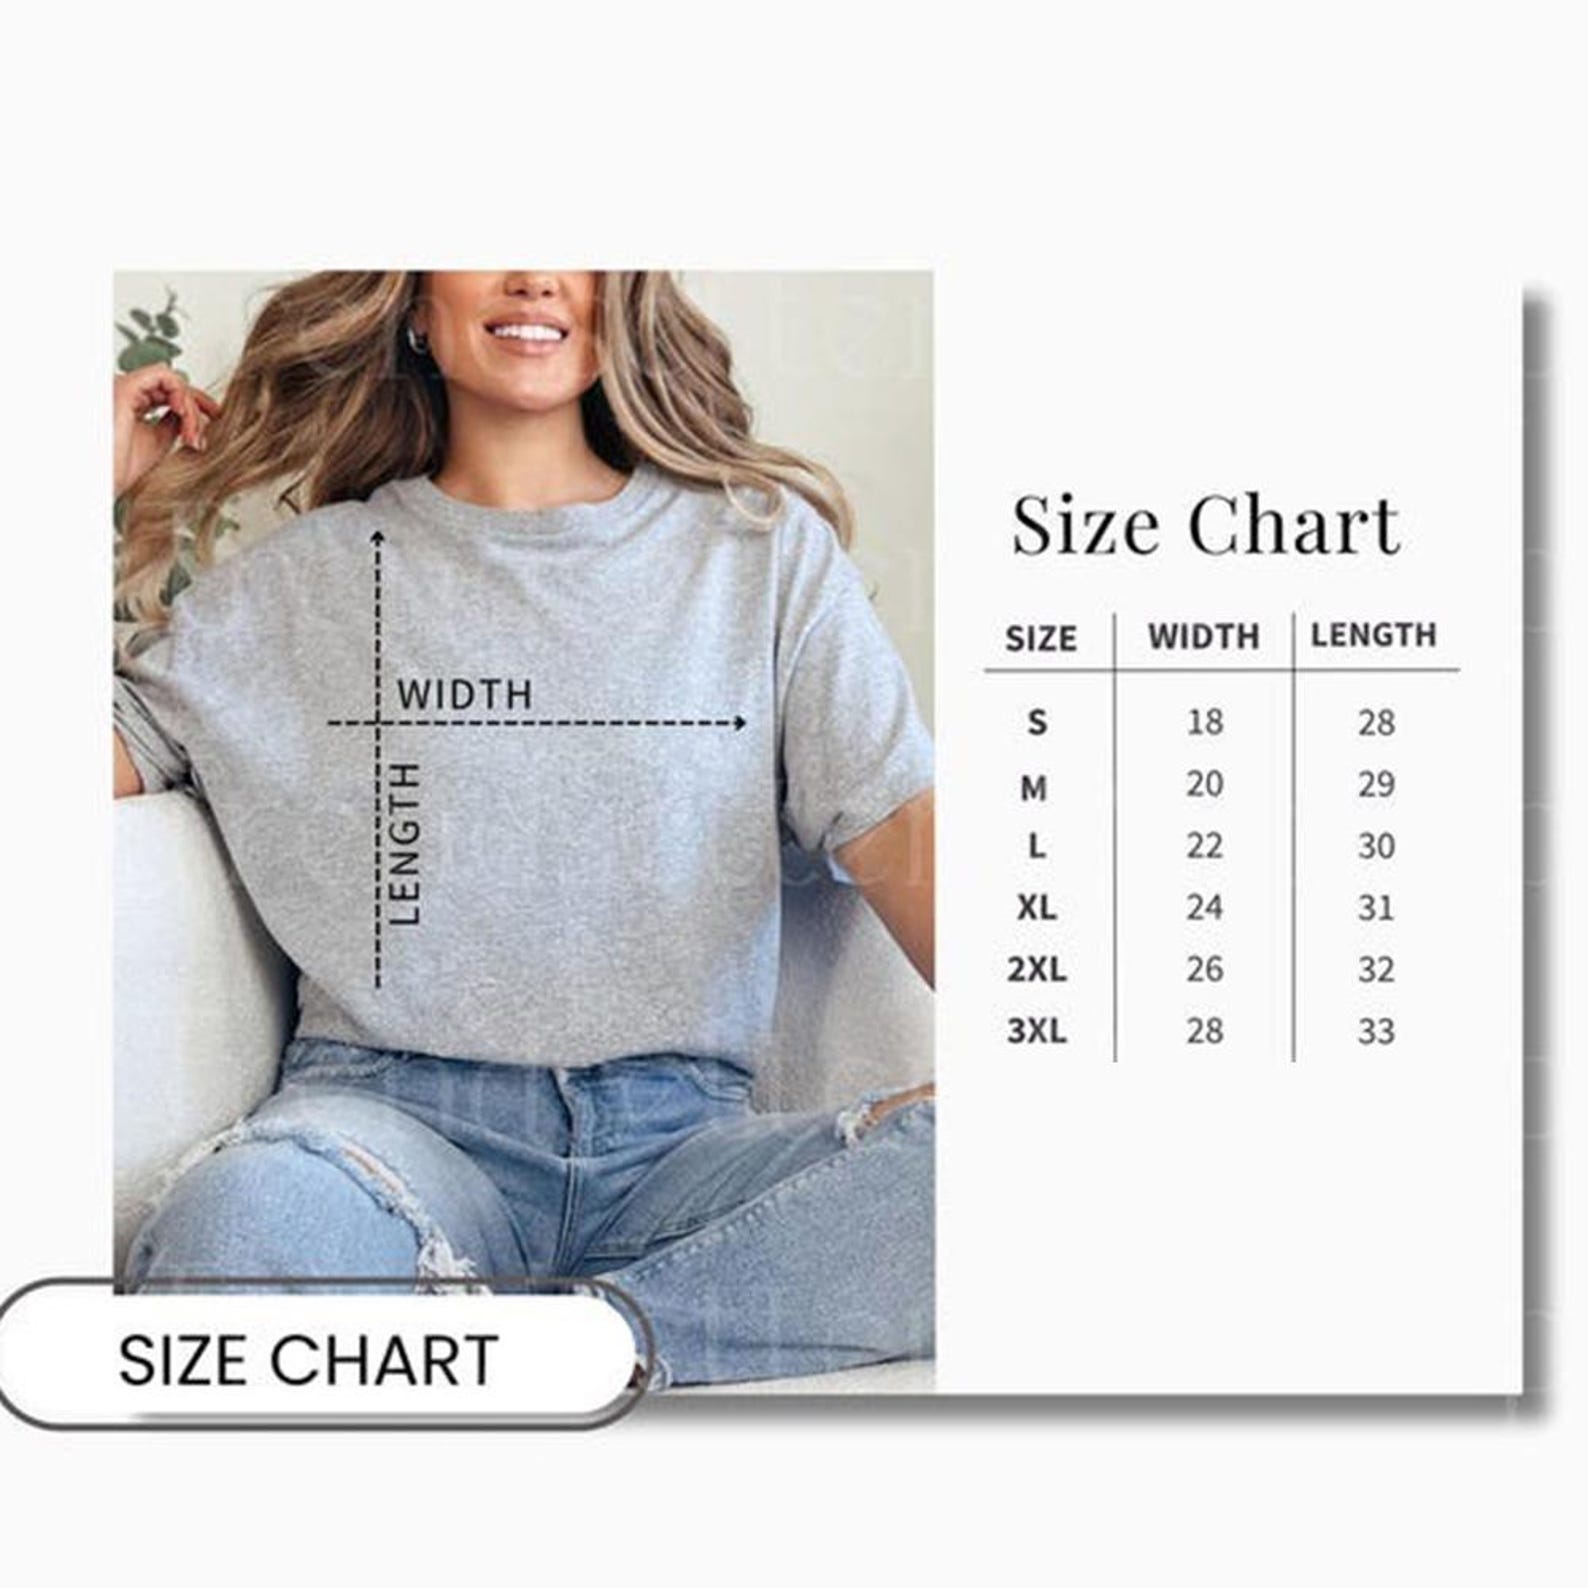 WIDTH
LENGTH
Size Chart
SIZE WIDTH LENGTH
S 18 28
M 20 29
L 22 30
XL 24 31
2XL 26 32
3XL 28 33
SIZE CHART